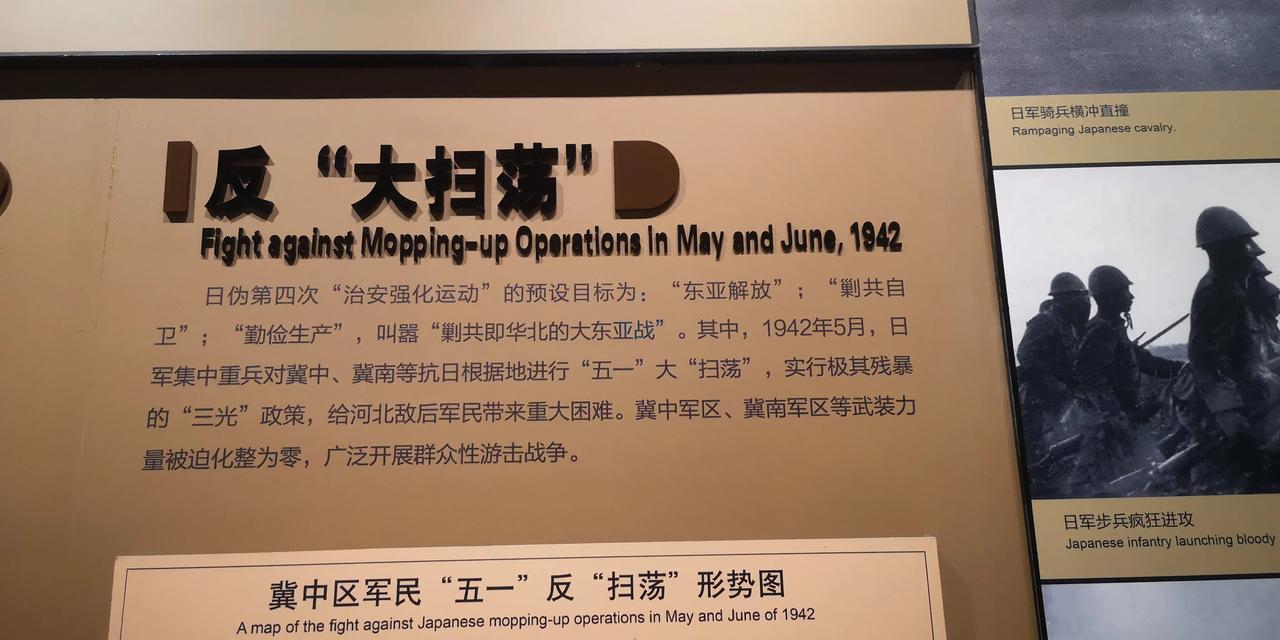 反“大扫荡”
Fight against Mopping-up Operations in May and June, 1942
日伪第四次“治安强化运动”的预设目标为：“东亚解放”；“剿共自
卫”；“勤俭生产”，叫嚣“剿共即华北的大东亚战”。其中，1942年5月，日
军集中重兵对冀中、冀南等抗日根据地进行“五一”大“扫荡”，实行极其残暴
的“三光”政策，给河北敌后军民带来重大困难。冀中军区、冀南军区等武装力
量被迫化整为零，广泛开展群众性游击战争。
冀中区军民“五一”反“扫荡”形势图
A map of the fight against Japanese mopping-up operations in May and June of 1942
日军骑兵横冲直撞
Rampaging Japanese cavalry.
日军步兵疯狂进攻
Japanese infantry launching bloody